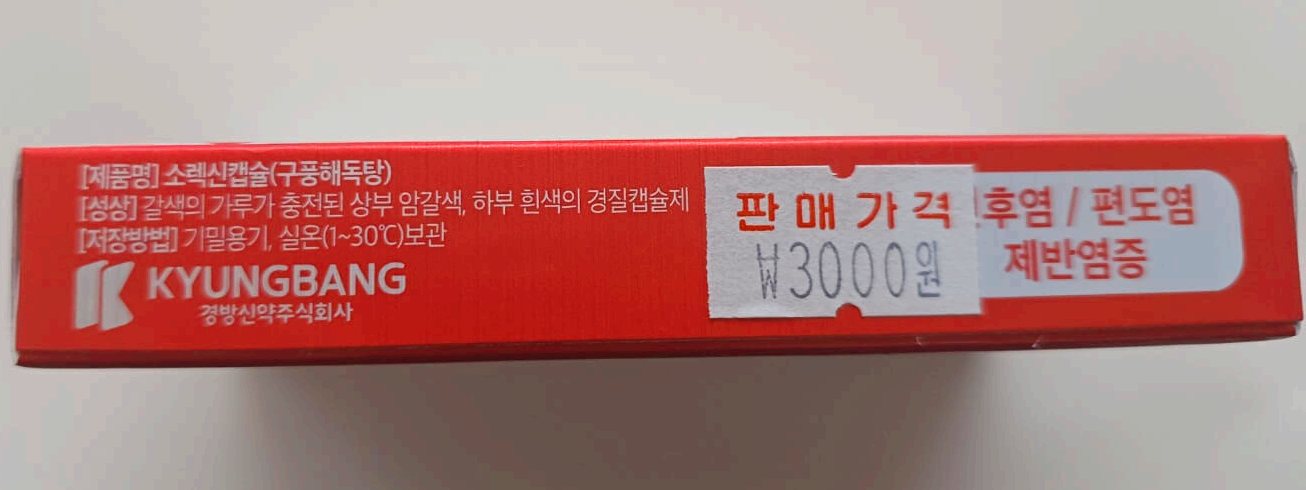 [제품명] 소렉신캡슐(구풍해독탕)
[성상] 갈색의 가루가 충전된 상부 암갈색, 하부 흰색의 경질캡슐제
[저장방법] 기밀용기, 실온(1~30℃)보관
KYUNGBANG
경방신약주식회사
판매가격
₩3000원
후염 / 편도염
제반염증